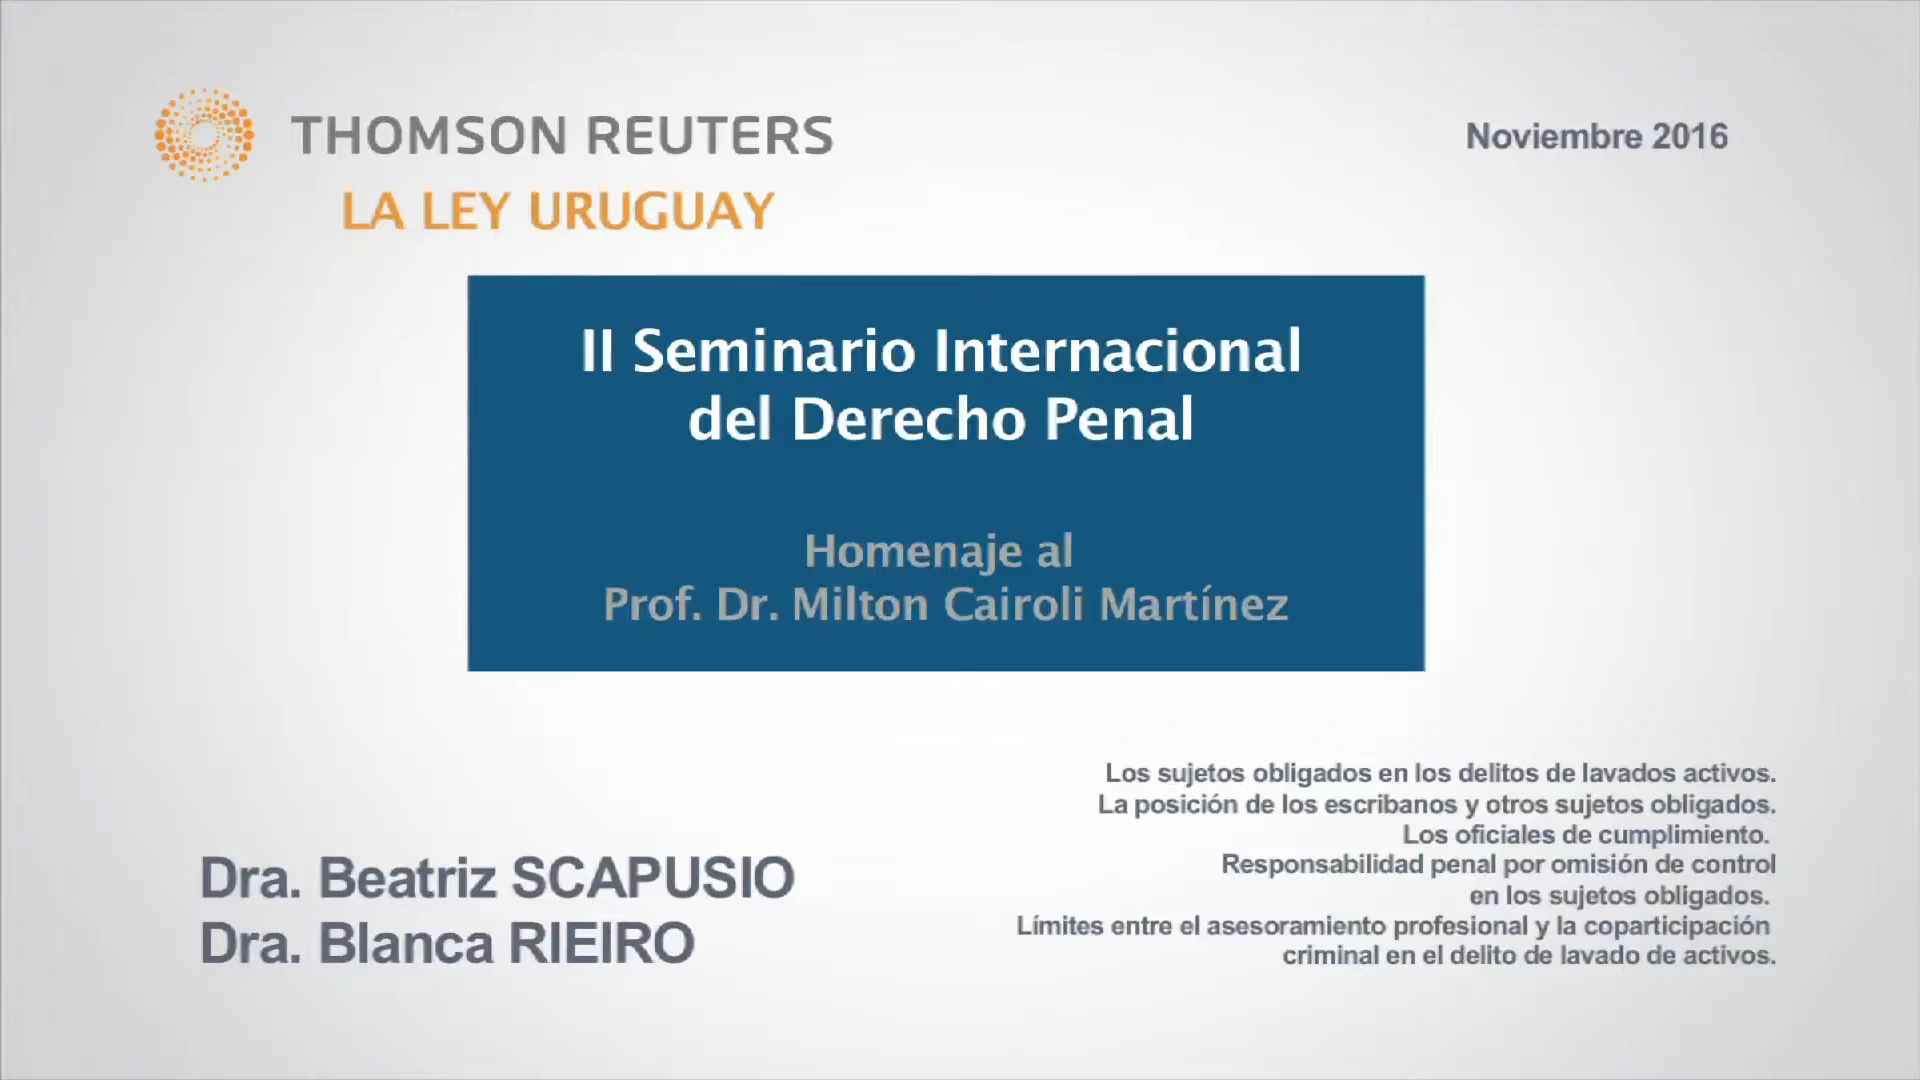 THOMSON REUTERS
LA LEY URUGUAY
Noviembre 2016
II Seminario Internacional
del Derecho Penal
Homenaje al
Prof. Dr. Milton Cairoli Martínez
Dra. Beatriz SCAPUSIO
Dra. Blanca RIEIRO
Los sujetos obligados en los delitos de lavados activos.
La posición de los escribanos y otros sujetos obligados.
Los oficiales de cumplimiento.
Responsabilidad penal por omisión de control
en los sujetos obligados.
Límites entre el asesoramiento profesional y la coparticipación
criminal en el delito de lavado de activos.